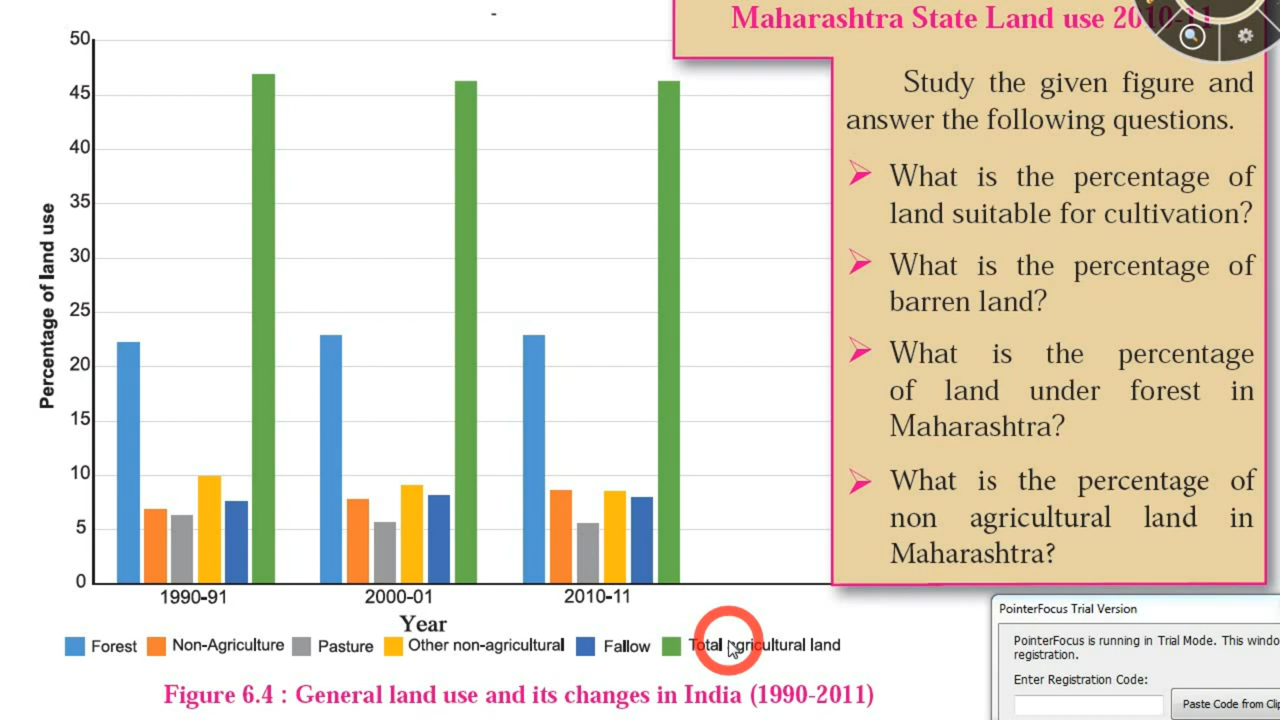 Maharashtra State Land use 2010-11
50
45
40
35
30
25
20
15
10
5
0
Percentage of land use
1990-91
2000-01
2010-11
Year
Forest
Non-Agriculture
Pasture
Other non-agricultural
Fallow
Total agricultural land
Figure 6.4 : General land use and its changes in India (1990-2011)
Study the given figure and
answer the following questions.
What is the percentage of
land suitable for cultivation?
What is the percentage of
barren land?
What is the percentage
of land under forest in
Maharashtra?
What is the percentage of
non agricultural land in
Maharashtra?
PointerFocus Trial Version
PointerFocus is running in Trial Mode. This windo
registration.
Enter Registration Code:
Paste Code from Clip